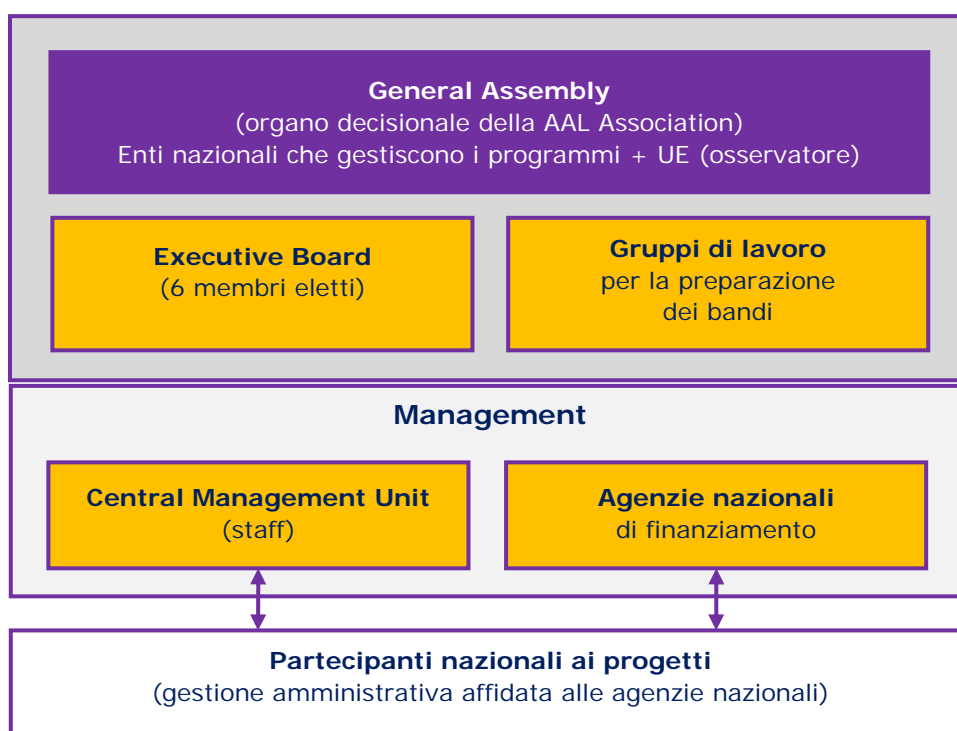 General Assembly
(organo decisionale della AAL Association)
Enti nazionali che gestiscono i programmi + UE (osservatore)
Executive Board
(6 membri eletti)
Gruppi di lavoro
per la preparazione
dei bandi
Management
Central Management Unit
(staff)
Agenzie nazionali
di finanziamento
Partecipanti nazionali ai progetti
(gestione amministrativa affidata alle agenzie nazionali)